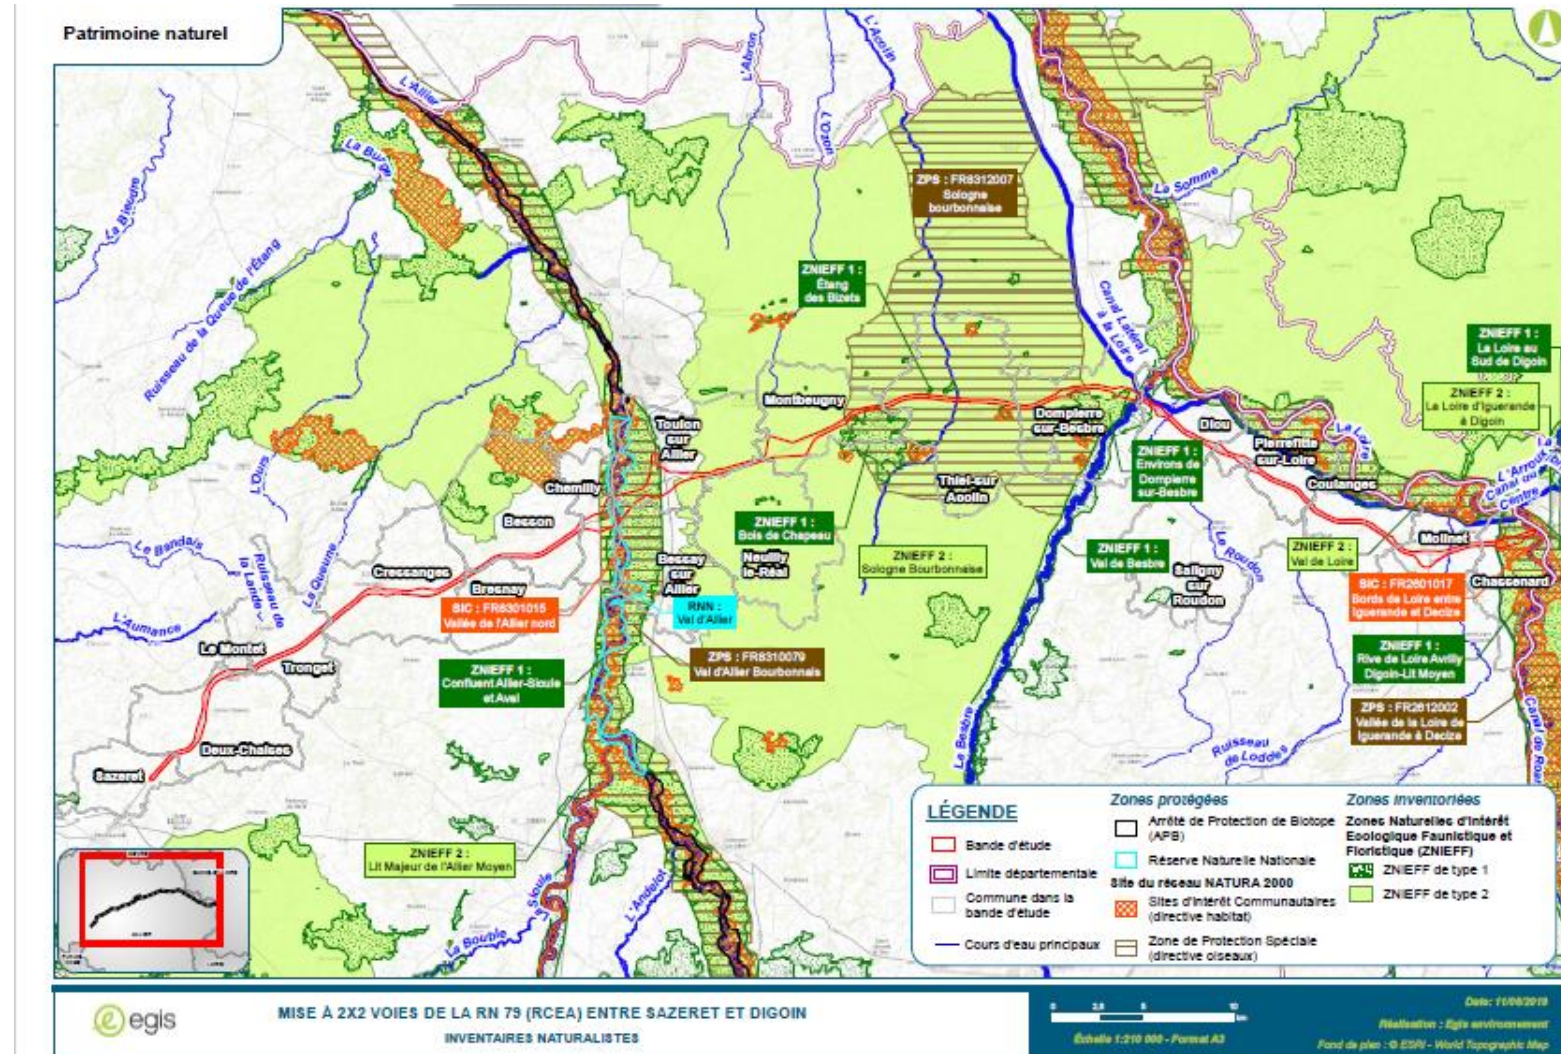 Patrimoine naturel
L'Allier
L'Abron
L'Acolin
L'Ozon
La Burge
La Bieudre
La Somme
Ruisseau de la Queue de l'Étang
ZPS : FR8312007
Sologne
bourbonnaise
ZNIEFF 1 :
Étang
des Bizets
Canal Latéral
à la Loire
ZNIEFF 1 :
La Loire au
Sud de Digoin
ZNIEFF 2 :
La Loire d'Iguerande
à Digoin
Montbeugny
Toulon
sur
Allier
Dompierre
sur-Besbre
Diou
Pierrefitte
sur-Loire
La Loire
Coulanges
L'Arroux
Canal du
Centre
L'Ours
Chemilly
Besson
Thiel-sur
Acolin
ZNIEFF 1 :
Environs de
Dompierre
sur-Besbre
ZNIEFF 1 :
Bois de Chapeau
ZNIEFF 2 :
Sologne Bourbonnaise
ZNIEFF 1 :
Val de Besbre
ZNIEFF 2 :
Val de Loire
Molinet
Chassenard
Le Bandais
Ruisseau de
la Lande
La Queune
Cressanges
Bresnay
Bessay
sur
Allier
Neuilly
le-Réal
Saligny
sur
Roudon
Le Roudon
SIC : FR8301015
Vallée de l'Allier nord
RNN :
Val d'Allier
SIC : FR2601017
Bords de Loire entre
Iguerande et Decize
L'Aumance
Le Montet
Tronget
ZNIEFF 1 :
Confluent Allier-Sioule
et Aval
ZPS : FR8310079
Val d'Allier Bourbonnais
ZNIEFF 1 :
Rive de Loire Avrilly
Digoin-Lit Moyen
ZPS : FR2612002
Vallée de la Loire de
Iguerande à Decize
Deux-Chaises
Sazeret
La Besbre
Ruisseau
de Loddes
ZNIEFF 2 :
Lit Majeur de l'Allier Moyen
La Sioule
L'Andelot
La Bouble
LÉGENDE
Bande d'étude
Limite départementale
Commune dans la
bande d'étude
Cours d'eau principaux
Zones protégées
Arrêté de Protection de Biotope
(APB)
Réserve Naturelle Nationale
Site du réseau NATURA 2000
Sites d'Intérêt Communautaires
(directive habitat)
Zone de Protection Spéciale
(directive oiseaux)
Zones inventoriées
Zones Naturelles d'Intérêt
Ecologique Faunistique et
Floristique (ZNIEFF)
ZNIEFF de type 1
ZNIEFF de type 2
egis
MISE À 2X2 VOIES DE LA RN 79 (RCEA) ENTRE SAZERET ET DIGOIN
INVENTAIRES NATURALISTES
0 2,5 5 10
km
Échelle 1:210 000 - Format A3
Date: 11/06/2019
Réalisation : Egis environnement
Fond de plan : © ESRI - World Topographic Map